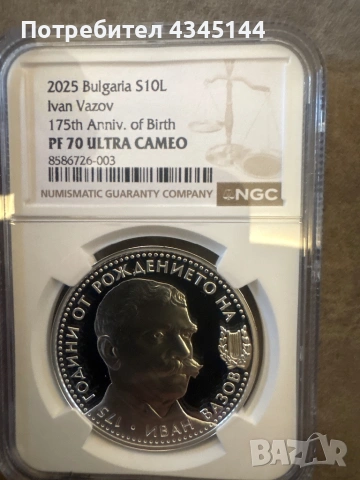 Потребител 4345144
2025 Bulgaria S10L
Ivan Vazov
175th Anniv. of Birth
PF 70 ULTRA CAMEO
8586726-003
NUMISMATIC GUARANTY COMPANY
NGC
175 ГОДИНИ ОТ РОЖДЕНИЕТО НА
• ИВАН ВАЗОВ
BAZAR